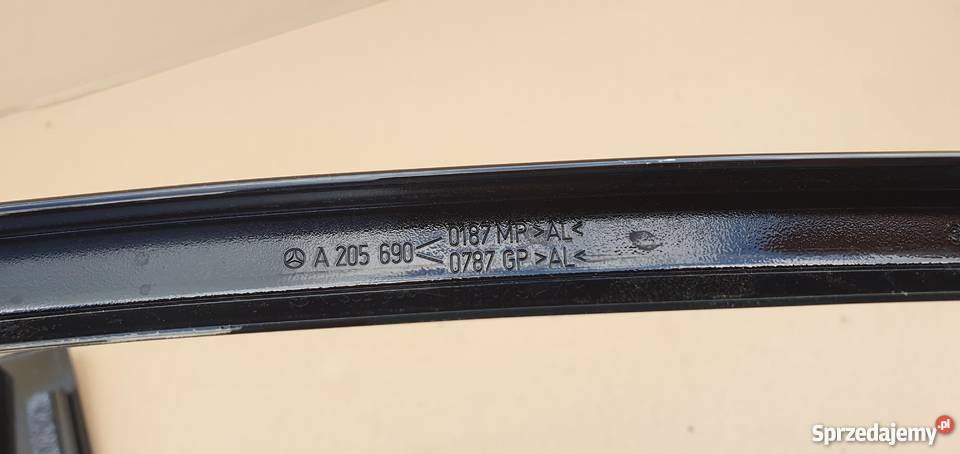 A 205 690 < 0187 MP >AL<
0787 GP >AL<
Sprzedajemy.pl